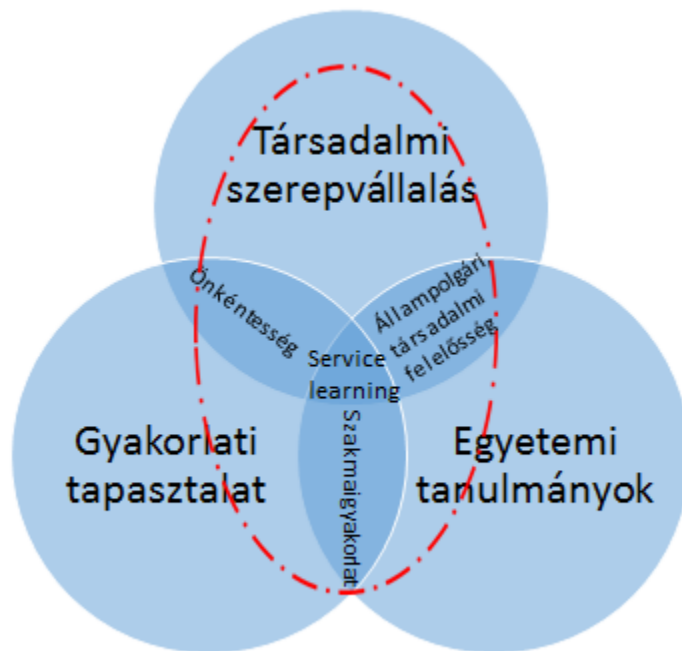 Társadalmi
szerepvállalás
Önkéntesség
Állampolgári
társadalmi
felelősség
Service
learning
Gyakorlati
tapasztalat
Szakmaigyakorlat
Egyetemi
tanulmányok